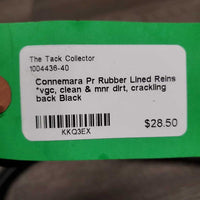 The Tack Collector
1004436-40
Connemara Pr Rubber Lined Reins
*vgc, clean & mnr dirt, crackling
back Black
KKQ3EX
$28.50